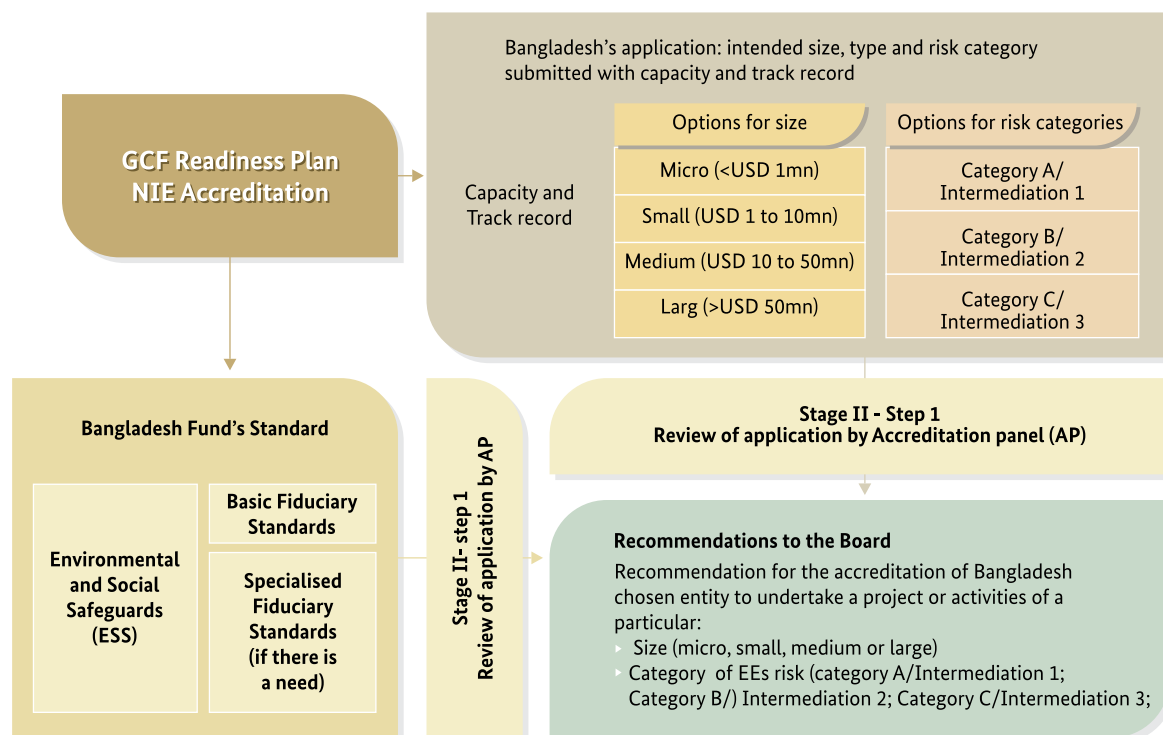 GCF Readiness Plan
NIE Accreditation
Bangladesh's application: intended size, type and risk category
submitted with capacity and track record
Capacity and
Track record
Options for size
Micro (<USD 1mn)
Small (USD 1 to 10mn)
Medium (USD 10 to 50mn)
Larg (>USD 50mn)
Options for risk categories
Category A/
Intermediation 1
Category B/
Intermediation 2
Category C/
Intermediation 3
Bangladesh Fund's Standard
Environmental
and Social
Safeguards
(ESS)
Basic Fiduciary
Standards
Specialised
Fiduciary
Standards
(if there is
a need)
Stage II- step 1
Review of application by AP
Stage II - Step 1
Review of application by Accreditation panel (AP)
Recommendations to the Board
Recommendation for the accreditation of Bangladesh
chosen entity to undertake a project or activities of a
particular:
Size (micro, small, medium or large)
Category of EEs risk (category A/Intermediation 1;
Category B/) Intermediation 2; Category C/Intermediation 3;